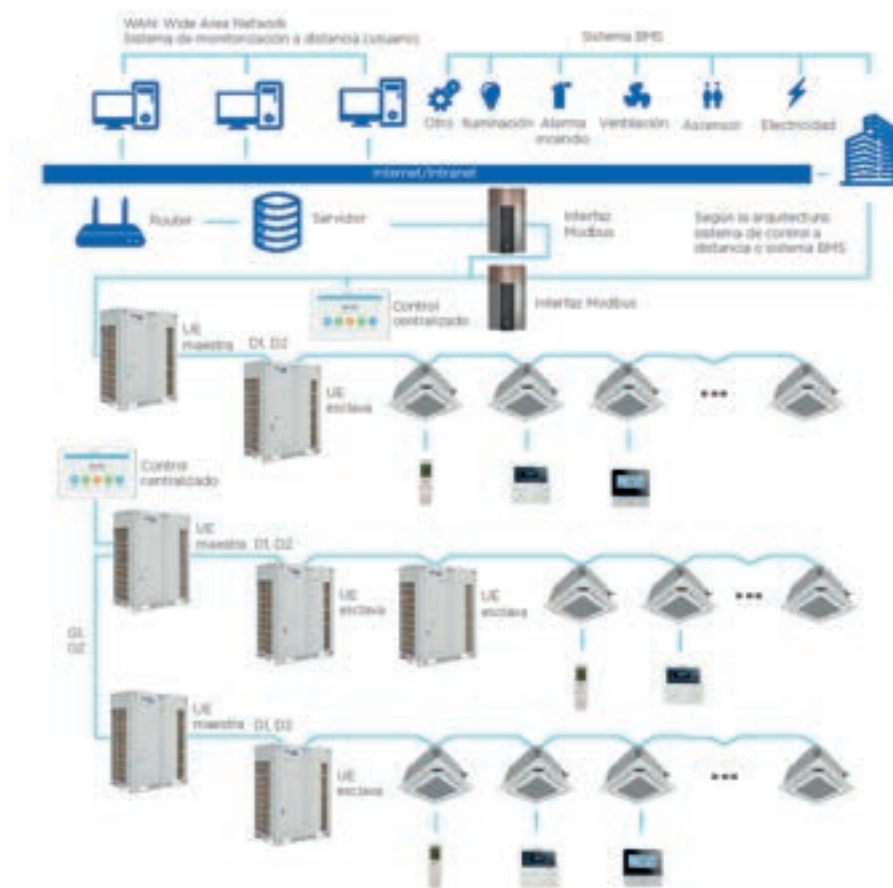 WAN: Wide Area Network
Sistema de monitorización a distancia (usuario)
Sistema BMS
Otro
Iluminación
Alarma
incendio
Ventilación
Ascensor
Electricidad
Internet/Intranet
Router
Servidor
Interfaz
Modbus
Según la arquitectura
sistema de control a
distancia o sistema BMS
Control
centralizado
Interfaz Modbus
UE
maestra
D1, D2
UE
esclava
Control
centralizado
UE
maestra
D1, D2
UE
esclava
UE
esclava
D2
UE
maestra
D1, D2
UE
esclava